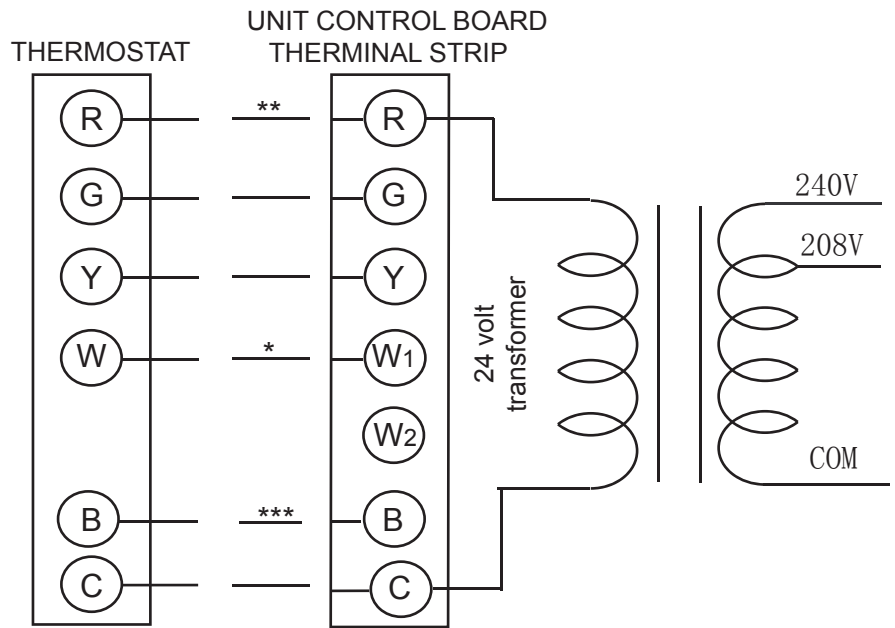 UNIT CONTROL BOARD
THERMOSTAT THERMINAL STRIP
R ** R
G G
Y Y
W * W1
W2
B *** B
C C
24 volt
transformer
240V
208V
COM